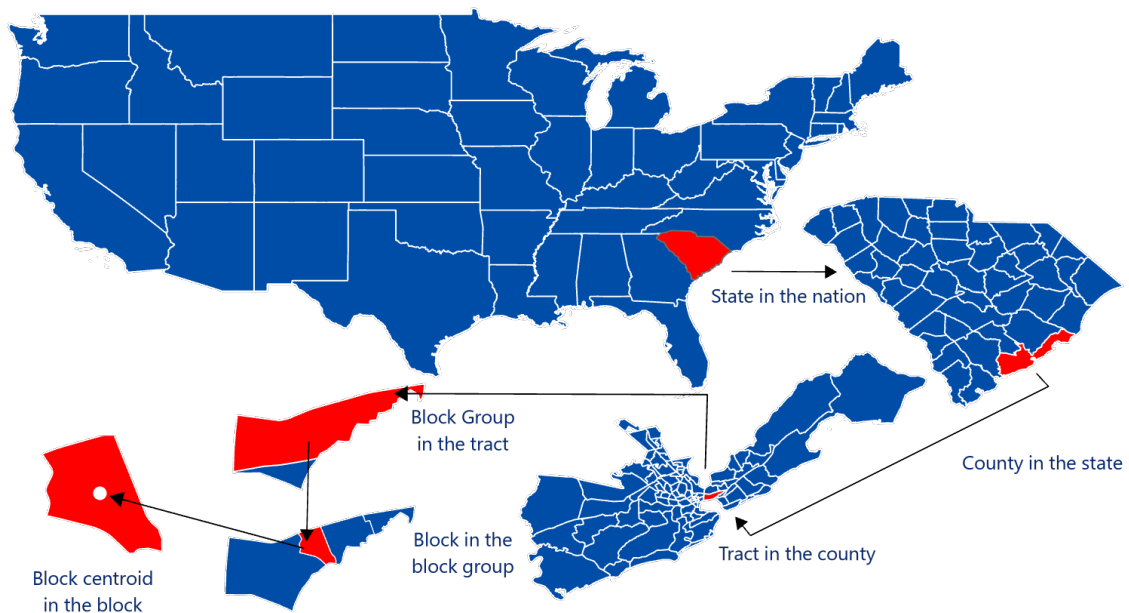 State in the nation
Block Group
in the tract
County in the state
Block in the
block group
Tract in the county
Block centroid
in the block